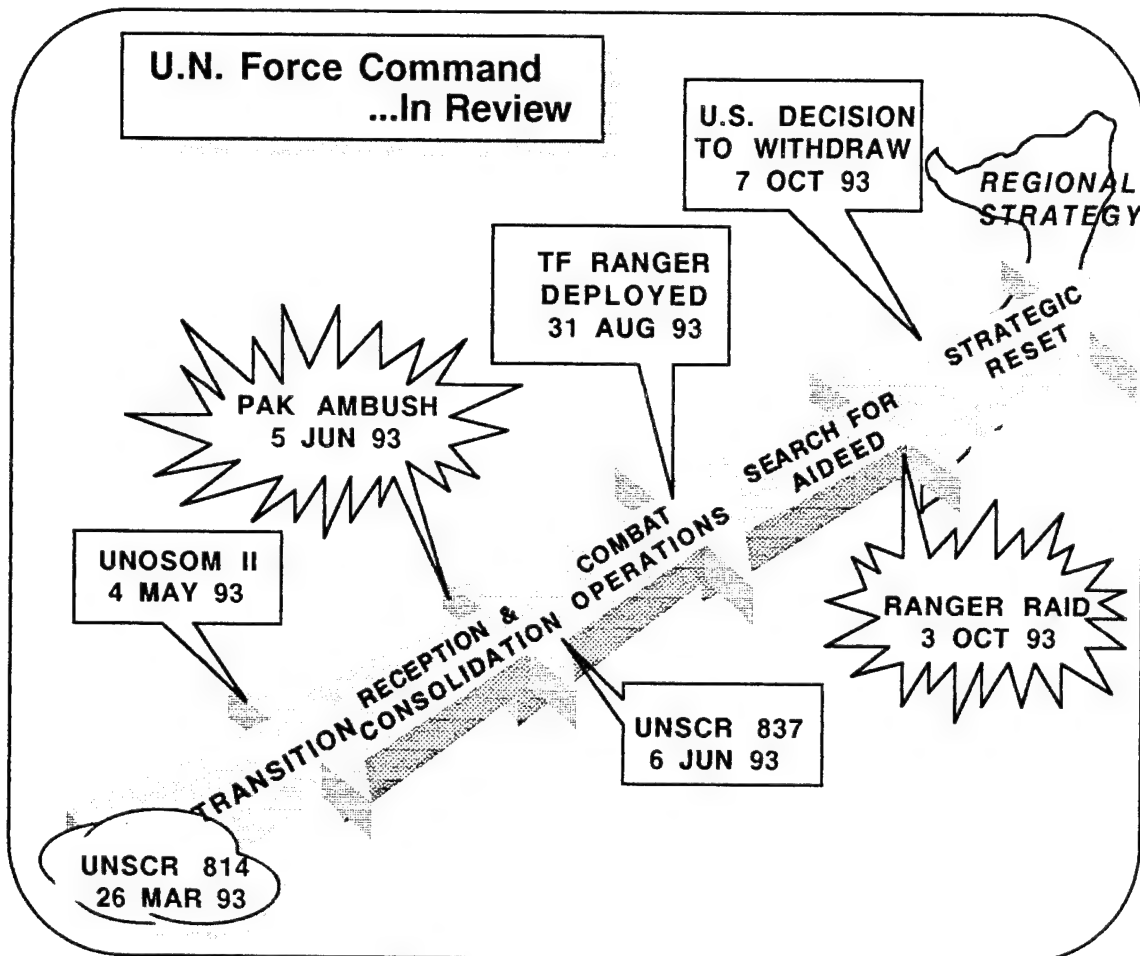 U.N. Force Command
...In Review
U.S. DECISION
TO WITHDRAW
7 OCT 93
REGIONAL
STRATEGY
TF RANGER
DEPLOYED
31 AUG 93
STRATEGIC
RESET
PAK AMBUSH
5 JUN 93
SEARCH FOR
AIDEED
UNOSOM II
4 MAY 93
COMBAT
OPERATIONS
RANGER RAID
3 OCT 93
RECEPTION &
CONSOLIDATION
UNSCR 837
6 JUN 93
TRANSITION
UNSCR 814
26 MAR 93